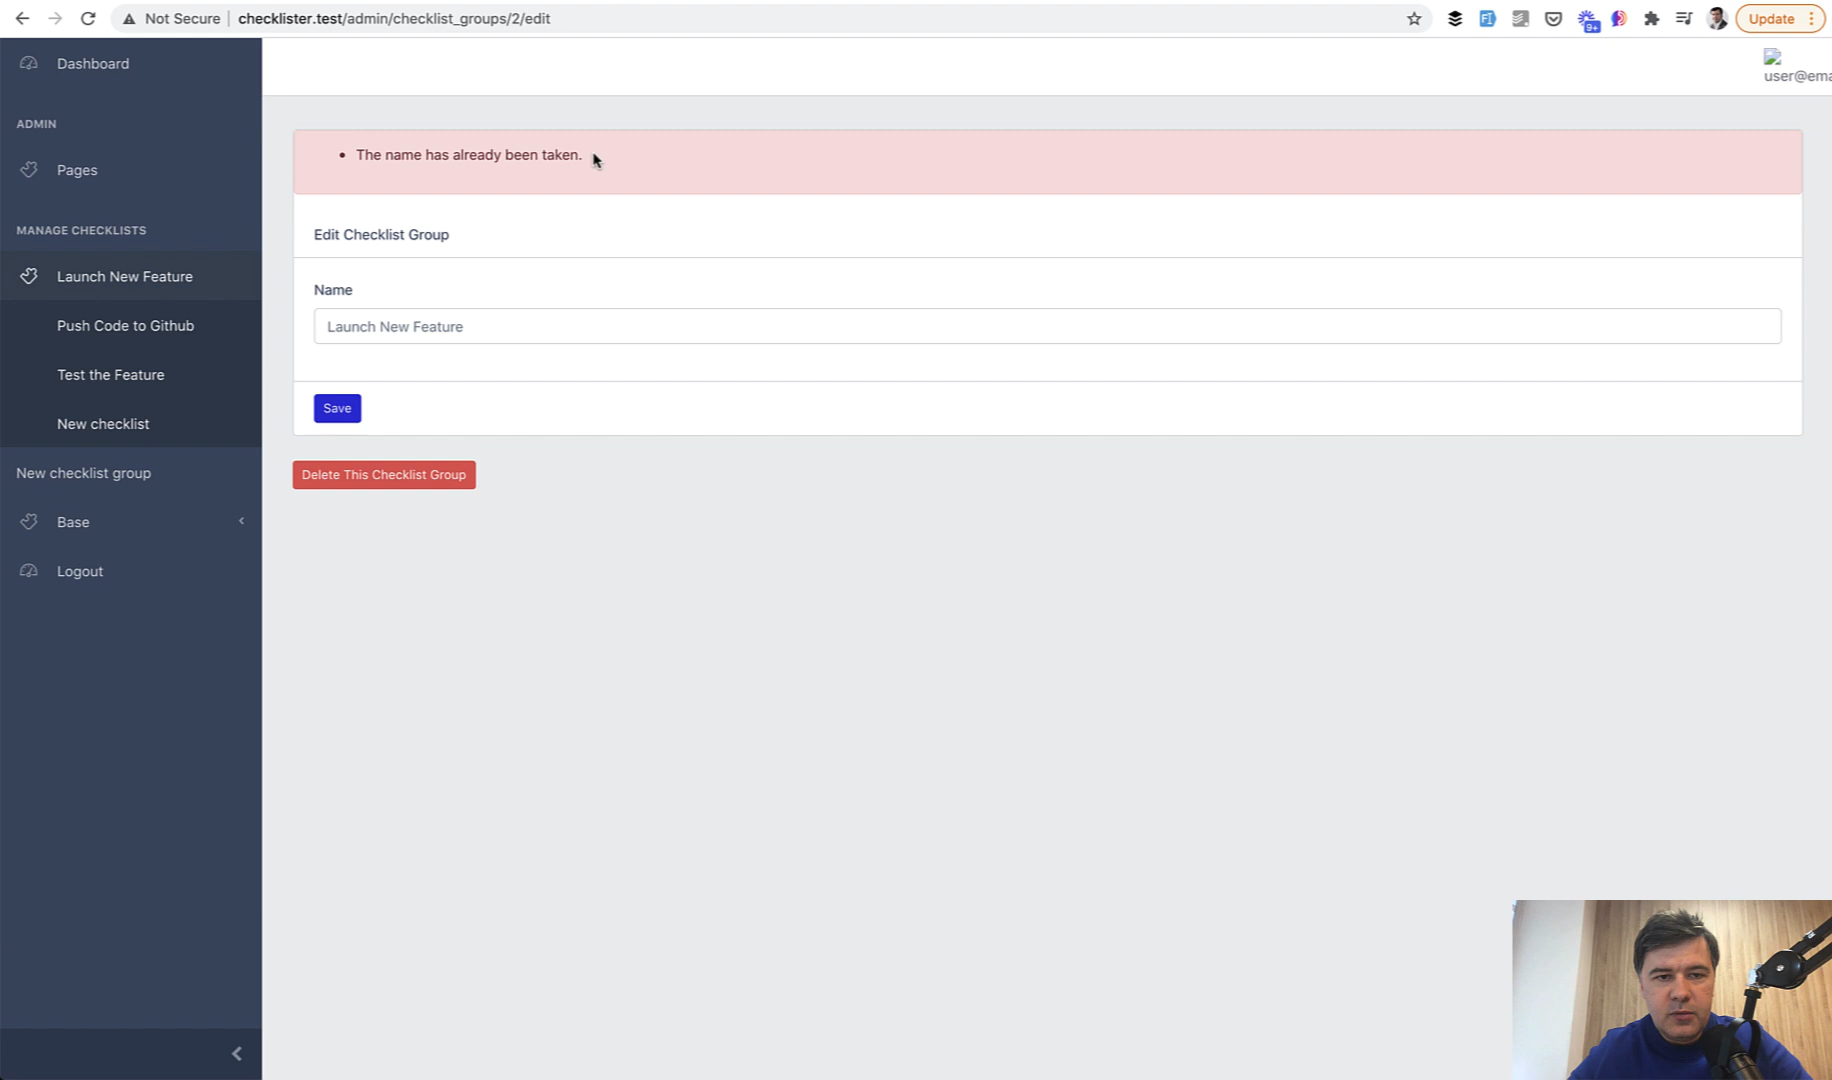 Not Secure checklister.test/admin/checklist_groups/2/edit
9+
Update
Dashboard
user@ema
ADMIN
Pages
MANAGE CHECKLISTS
Launch New Feature
Push Code to Github
Test the Feature
New checklist
New checklist group
Base
Logout
The name has already been taken.
Edit Checklist Group
Name
Launch New Feature
Save
Delete This Checklist Group